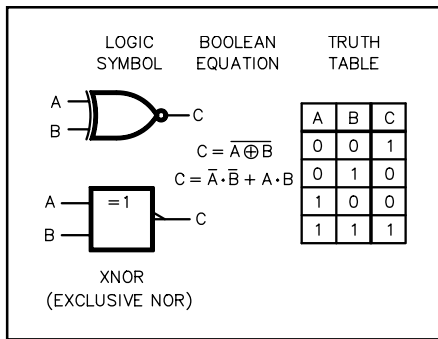 LOGIC SYMBOL
BOOLEAN EQUATION
TRUTH TABLE
A
B
C
C = \overline{A ⊕ B}
C = A̅ · B̅ + A · B
A B C
0 0 1
0 1 0
1 0 0
1 1 1
A
B
= 1
C
XNOR
(EXCLUSIVE NOR)